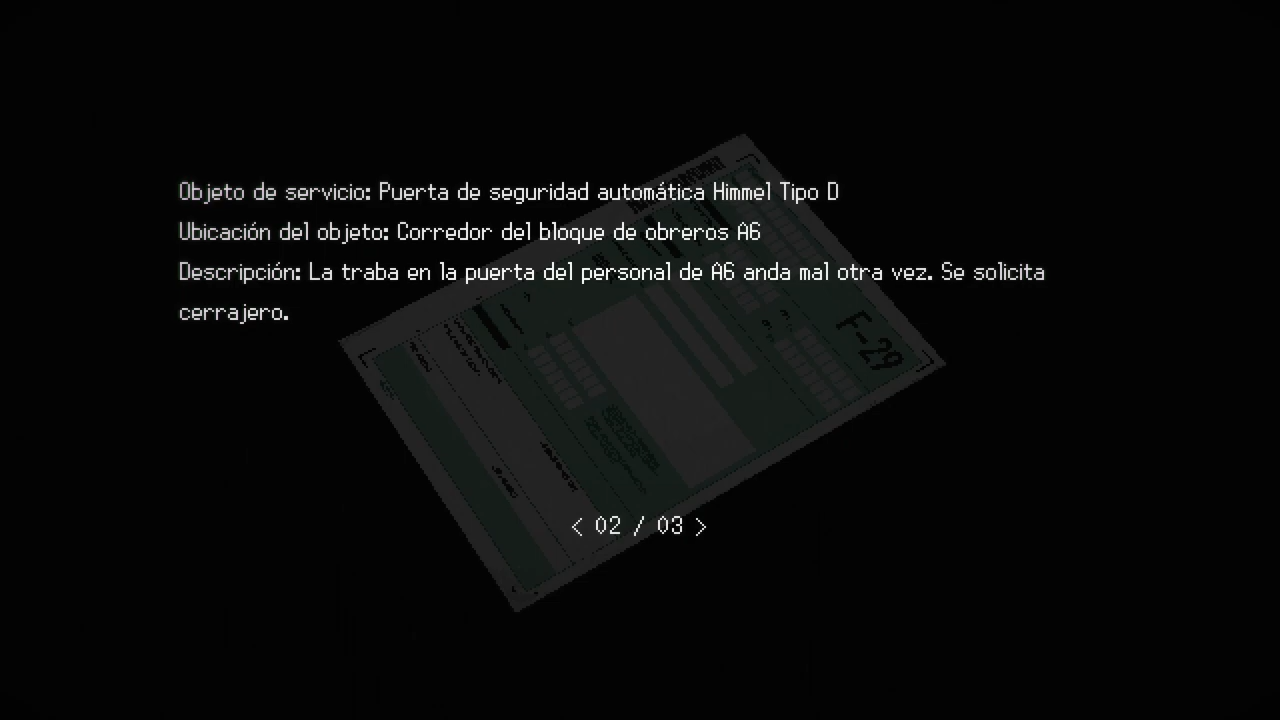 Objeto de servicio: Puerta de seguridad automática Himmel Tipo D
Ubicación del objeto: Corredor del bloque de obreros A6
Descripción: La traba en la puerta del personal de A6 anda mal otra vez. Se solicita
cerrajero.
F-29
< 02 / 03 >